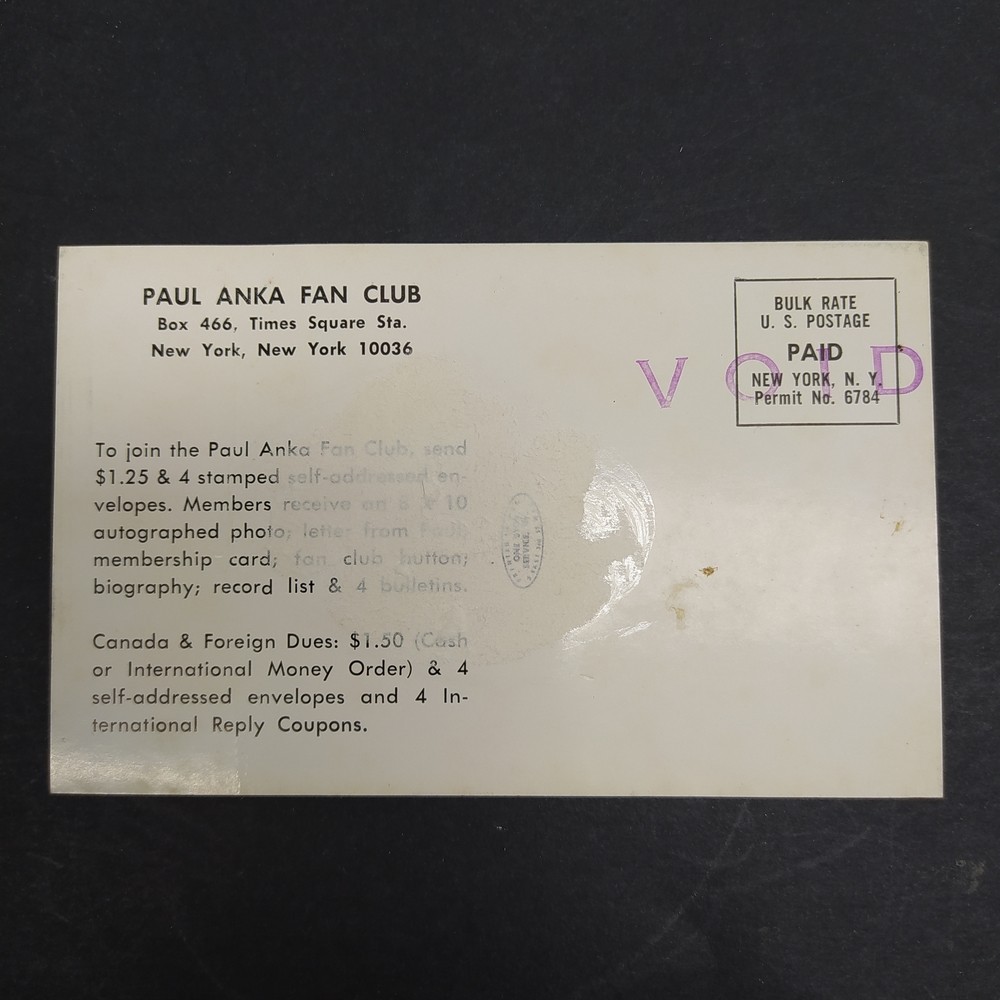 PAUL ANKA FAN CLUB
Box 466, Times Square Sta.
New York, New York 10036
BULK RATE
U. S. POSTAGE
PAID
NEW YORK, N. Y.
Permit No. 6784
VOID
To join the Paul Anka Fan Club, send
$1.25 & 4 stamped self-addressed en-
velopes. Members receive an 8 x 10
autographed photo; letter from Paul;
membership card; fan club button;
biography; record list & 4 bulletins.
Canada & Foreign Dues: $1.50 (Cash
or International Money Order) & 4
self-addressed envelopes and 4 In-
ternational Reply Coupons.